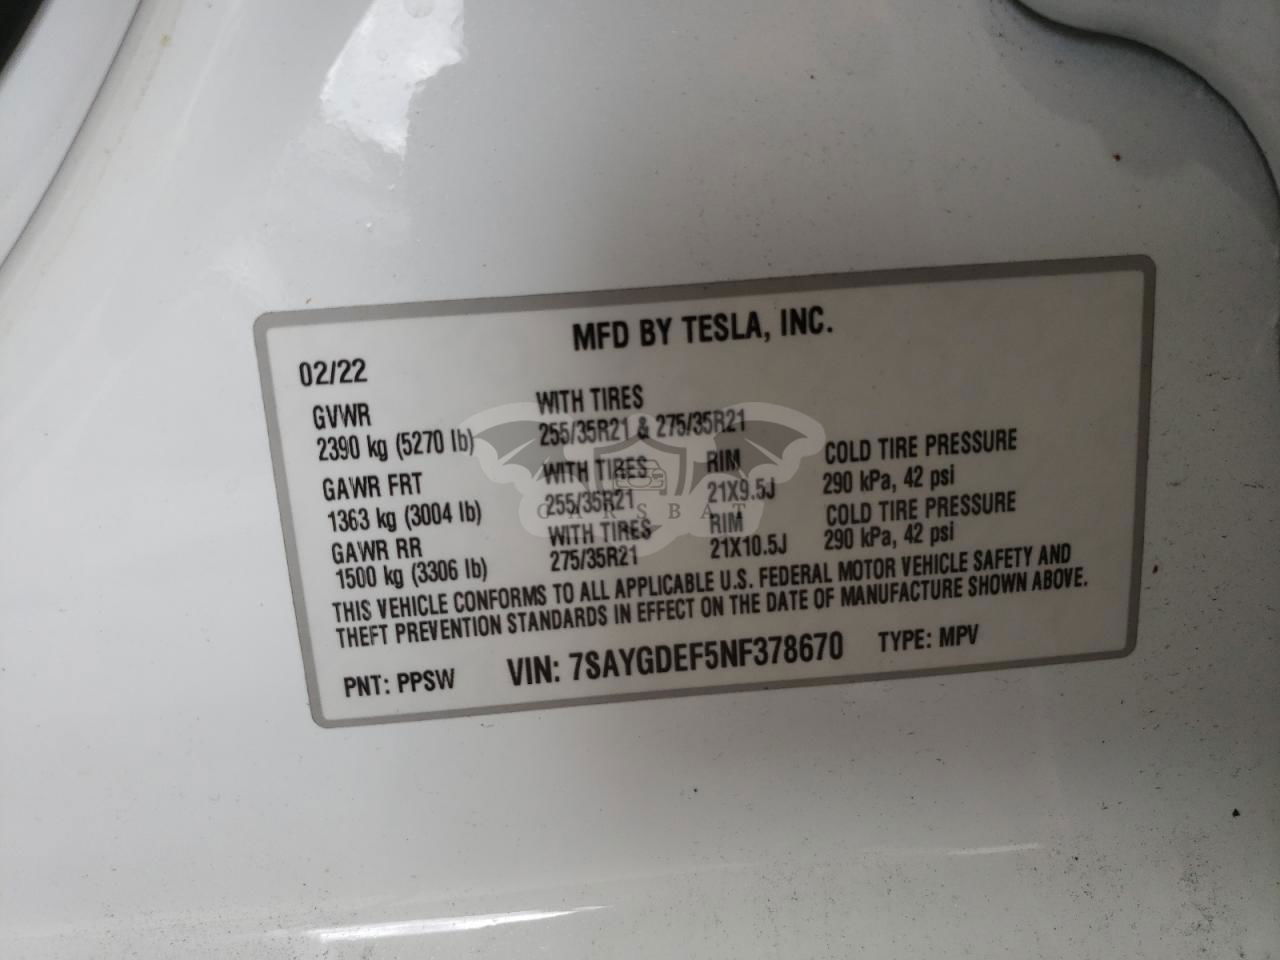 MFD BY TESLA, INC.
02/22
GVWR WITH TIRES
2390 kg (5270 lb) 255/35R21 & 275/35R21
GAWR FRT WITH TIRES RIM COLD TIRE PRESSURE
1363 kg (3004 lb) 255/35R21 21X9.5J 290 kPa, 42 psi
GAWR RR WITH TIRES RIM COLD TIRE PRESSURE
1500 kg (3306 lb) 275/35R21 21X10.5J 290 kPa, 42 psi
THIS VEHICLE CONFORMS TO ALL APPLICABLE U.S. FEDERAL MOTOR VEHICLE SAFETY AND
THEFT PREVENTION STANDARDS IN EFFECT ON THE DATE OF MANUFACTURE SHOWN ABOVE.
PNT: PPSW VIN: 7SAYGDEF5NF378670 TYPE: MPV
CARSBAT